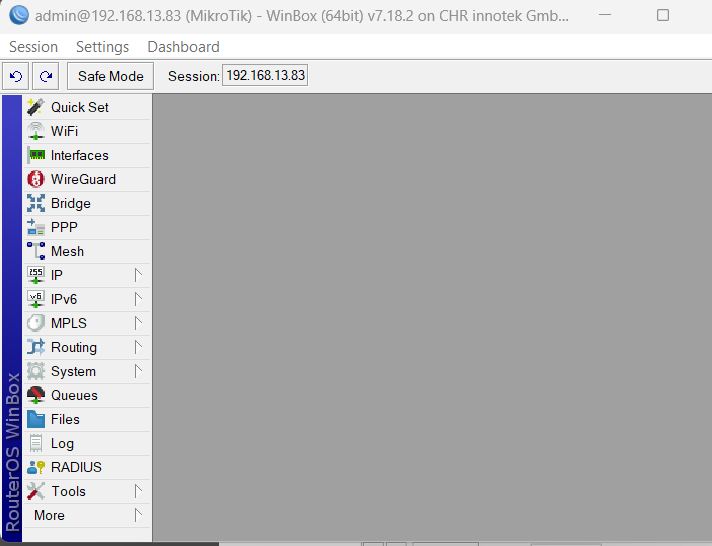 admin@192.168.13.83 (MikroTik) - WinBox (64bit) v7.18.2 on CHR innotek Gmb...
Session Settings Dashboard
Safe Mode Session: 192.168.13.83
Quick Set
WiFi
Interfaces
WireGuard
Bridge
PPP
Mesh
255 IP
v6 IPv6
MPLS
Routing
System
Queues
Files
Log
RADIUS
Tools
More
RouterOS WinBox